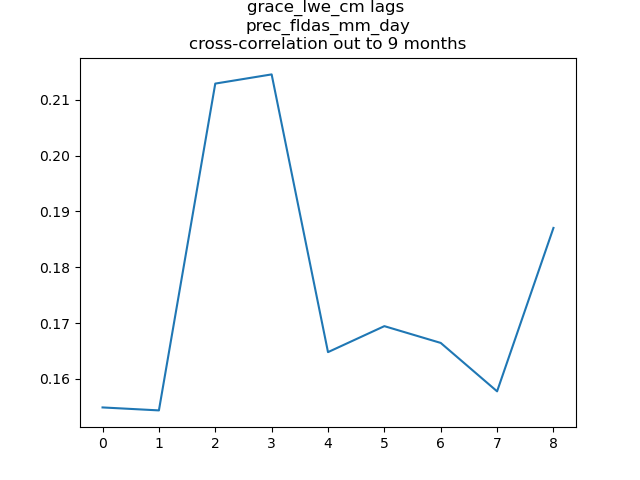 grace_lwe_cm lags
prec_fldas_mm_day
cross-correlation out to 9 months
0.21
0.20
0.19
0.18
0.17
0.16
0 1 2 3 4 5 6 7 8